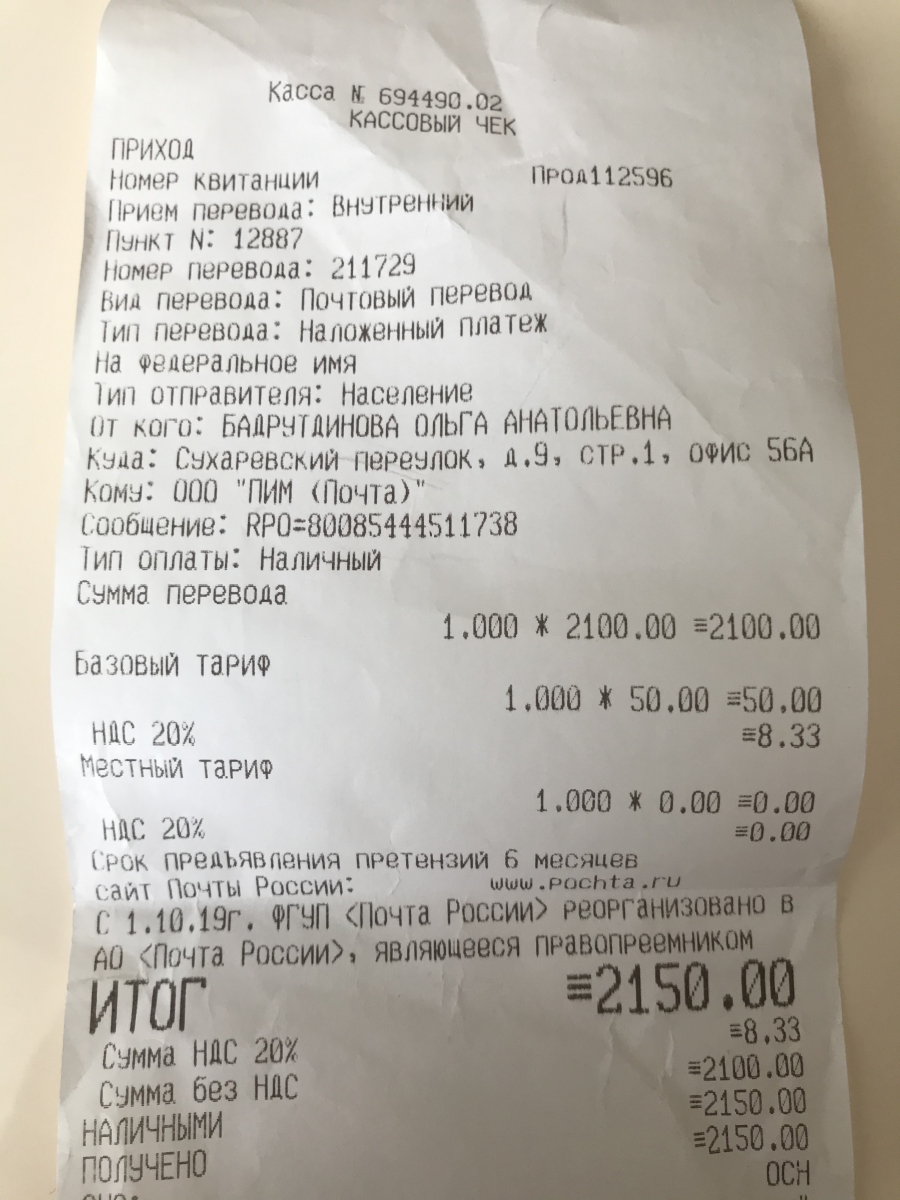 Касса № 694490.02
КАССОВЫЙ ЧЕК
ПРИХОД
Номер квитанции Прод112596
Прием перевода: Внутренний
Пункт N: 12887
Номер перевода: 211729
Вид перевода: Почтовый перевод
Тип перевода: Наложенный платеж
На федеральное имя
Тип отправителя: Население
От кого: БАДРУТДИНОВА ОЛЬГА АНАТОЛЬЕВНА
Куда: Сухаревский переулок, д.9, стр.1, офис 56А
Кому: ООО "ПИМ (Почта)"
Сообщение: RPO=80085444511738
Тип оплаты: Наличный
Сумма перевода
1.000 * 2100.00 ≡2100.00
Базовый тариф
1.000 * 50.00 ≡50.00
НДС 20% ≡8.33
Местный тариф
1.000 * 0.00 ≡0.00
НДС 20% ≡0.00
Срок предъявления претензий 6 месяцев
сайт Почты России: www.pochta.ru
С 1.10.19г. ФГУП <Почта России> реорганизовано в
АО <Почта России>, являющееся правопреемником
ИТОГ ≡2150.00
Сумма НДС 20% ≡8.33
Сумма без НДС ≡2100.00
НАЛИЧНЫМИ ≡2150.00
ПОЛУЧЕНО ≡2150.00
ОСН